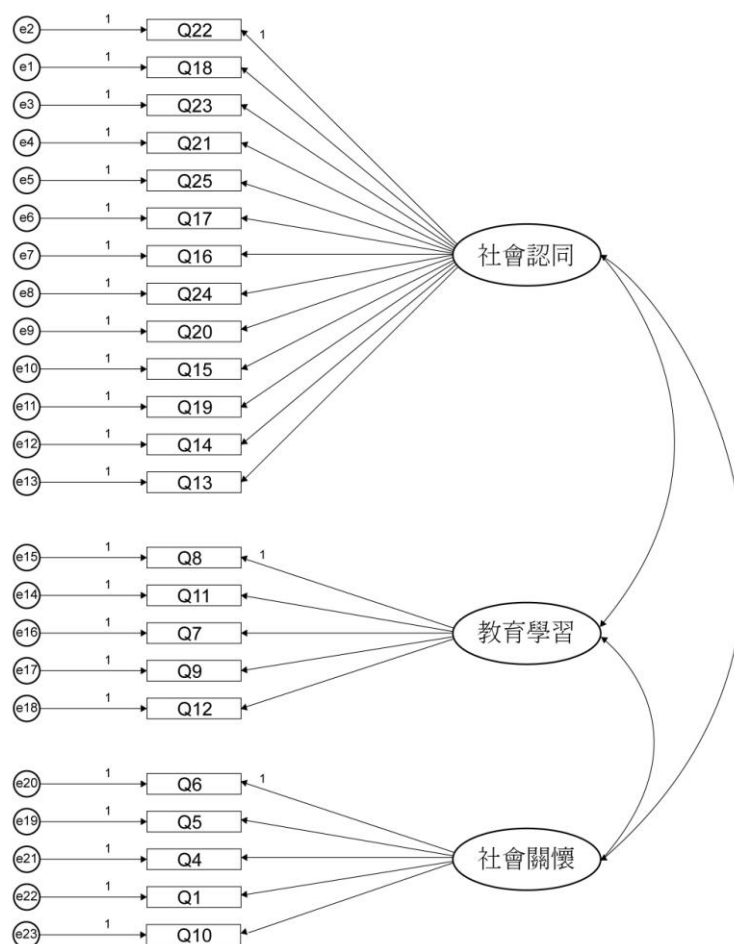 e2 1 Q22 1
e1 1 Q18
e3 1 Q23
e4 1 Q21
e5 1 Q25
e6 1 Q17
e7 1 Q16
社會認同
e8 1 Q24
e9 1 Q20
e10 1 Q15
e11 1 Q19
e12 1 Q14
e13 1 Q13
e15 1 Q8 1
e14 1 Q11
e16 1 Q7
教育學習
e17 1 Q9
e18 1 Q12
e20 1 Q6 1
e19 1 Q5
e21 1 Q4
社會關懷
e22 1 Q1
e23 1 Q10